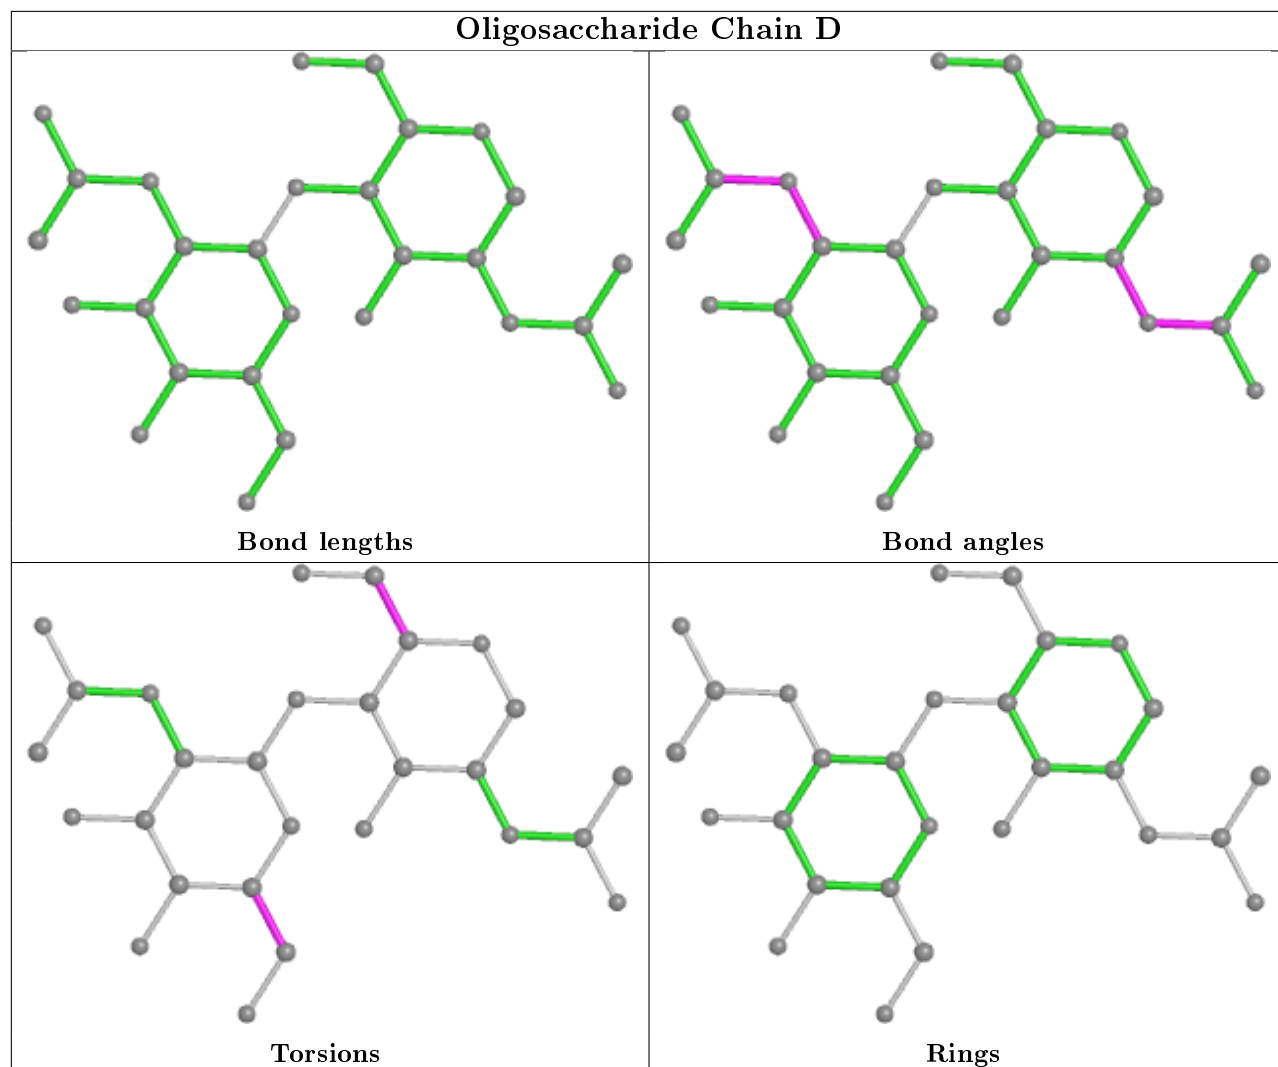 Oligosaccharide Chain D
Bond lengths
Bond angles
Torsions
Rings